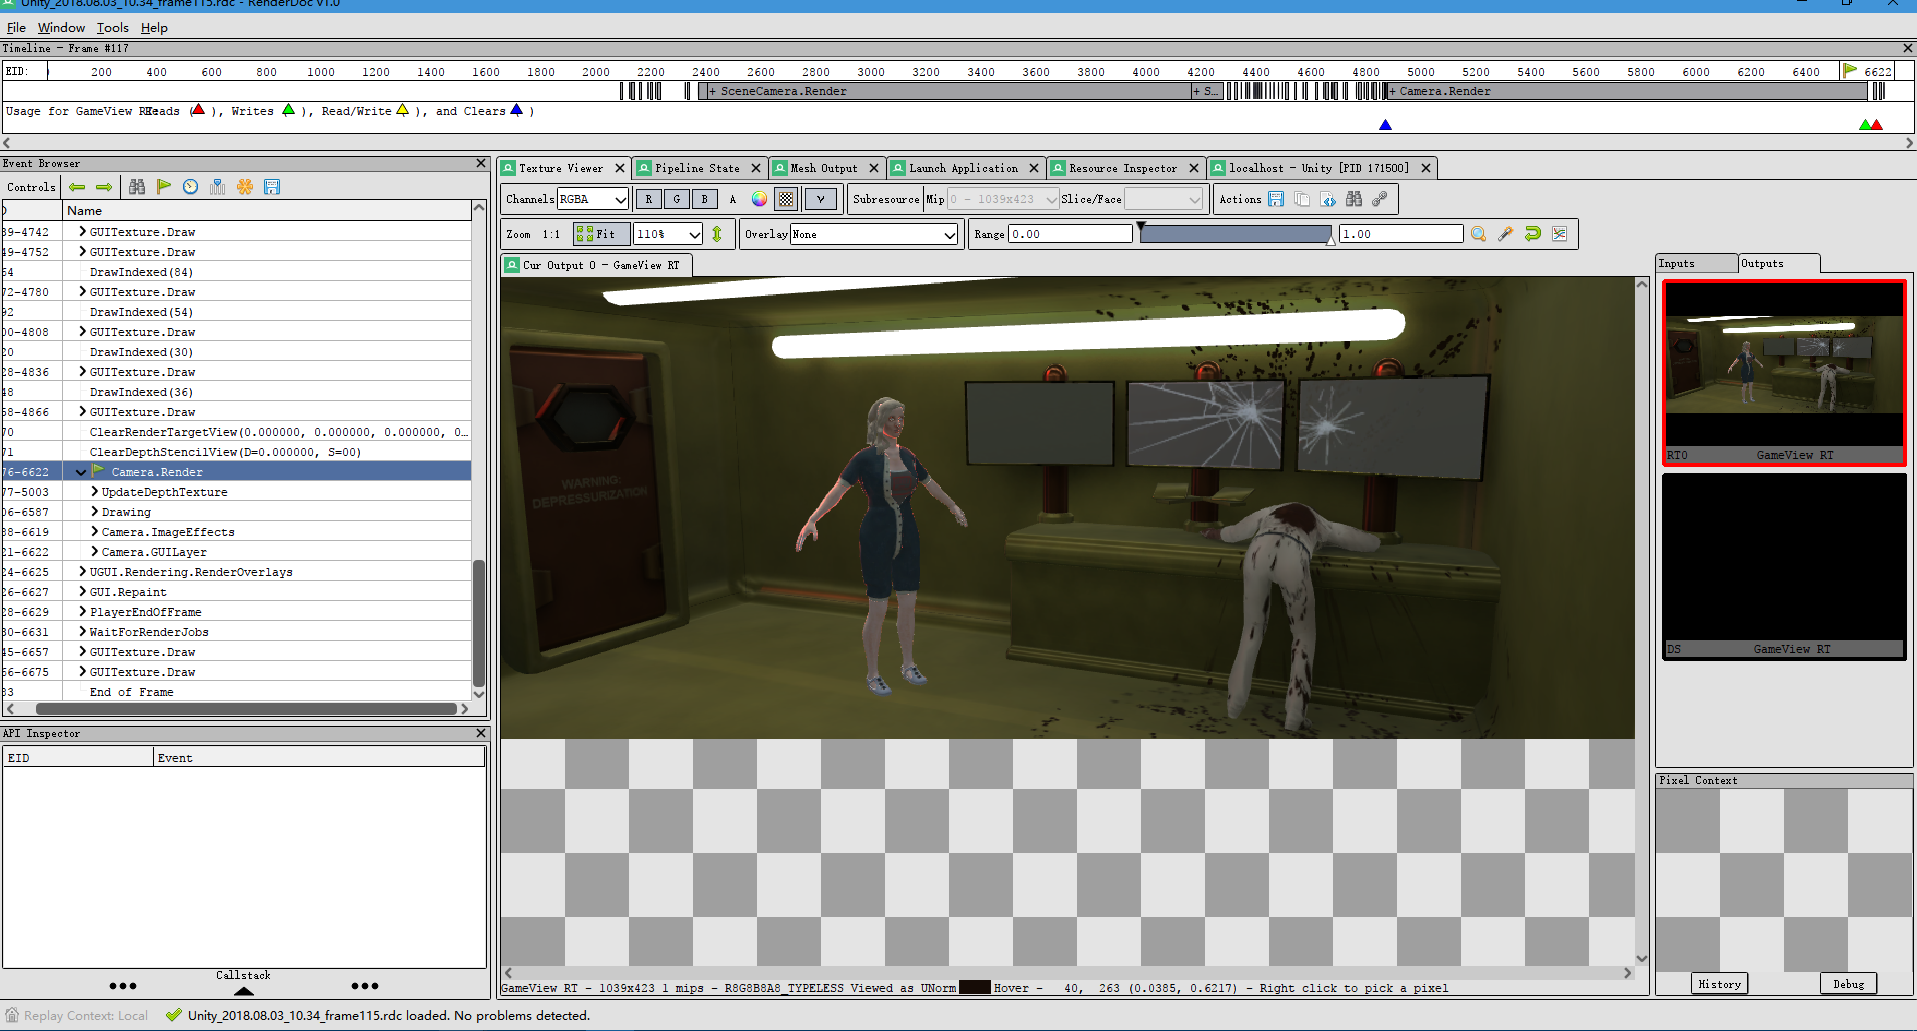 Unity_2018.08.03_10.34_frame115.rdc - RenderDoc v1.0
File Window Tools Help
Timeline - Frame #117
EID: 200 400 600 800 1000 1200 1400 1600 1800 2000 2200 2400 2600 2800 3000 3200 3400 3600 3800 4000 4200 4400 4600 4800 5000 5200 5400 5600 5800 6000 6200 6400 6622
+ SceneCamera.Render + S... + Camera.Render
Usage for GameView RT: Reads ( ), Writes ( ), Read/Write ( ), and Clears ( )
Event Browser
Controls
Name
39-4742 GUITexture.Draw
49-4752 GUITexture.Draw
64 DrawIndexed(84)
72-4780 GUITexture.Draw
92 DrawIndexed(54)
00-4808 GUITexture.Draw
20 DrawIndexed(30)
28-4836 GUITexture.Draw
48 DrawIndexed(36)
58-4866 GUITexture.Draw
70 ClearRenderTargetView(0.000000, 0.000000, 0.000000, 0...
71 ClearDepthStencilView(D=0.000000, S=00)
76-6622 Camera.Render
77-5003 UpdateDepthTexture
06-6587 Drawing
88-6619 Camera.ImageEffects
21-6622 Camera.GUILayer
24-6625 UGUI.Rendering.RenderOverlays
26-6627 GUI.Repaint
28-6629 PlayerEndOfFrame
30-6631 WaitForRenderJobs
45-6657 GUITexture.Draw
66-6675 GUITexture.Draw
83 End of Frame
API Inspector
EID Event
Callstack
Texture Viewer Pipeline State Mesh Output Launch Application Resource Inspector localhost - Unity [PID 171500]
Channels RGBA R G B A γ Subresource Mip 0 - 1039x423 Slice/Face Actions
Zoom 1:1 Fit 110% Overlay None Range 0.00 1.00
Cur Output 0 - GameView RT
WARNING:
DEPRESSURIZATION
GameView RT - 1039x423 1 mips - R8G8B8A8_TYPELESS Viewed as UNorm Hover - 40, 263 (0.0385, 0.6217) - Right click to pick a pixel
Inputs Outputs
RT0 GameView RT
DS GameView RT
Pixel Context
History Debug
Replay Context: Local Unity_2018.08.03_10.34_frame115.rdc loaded. No problems detected.